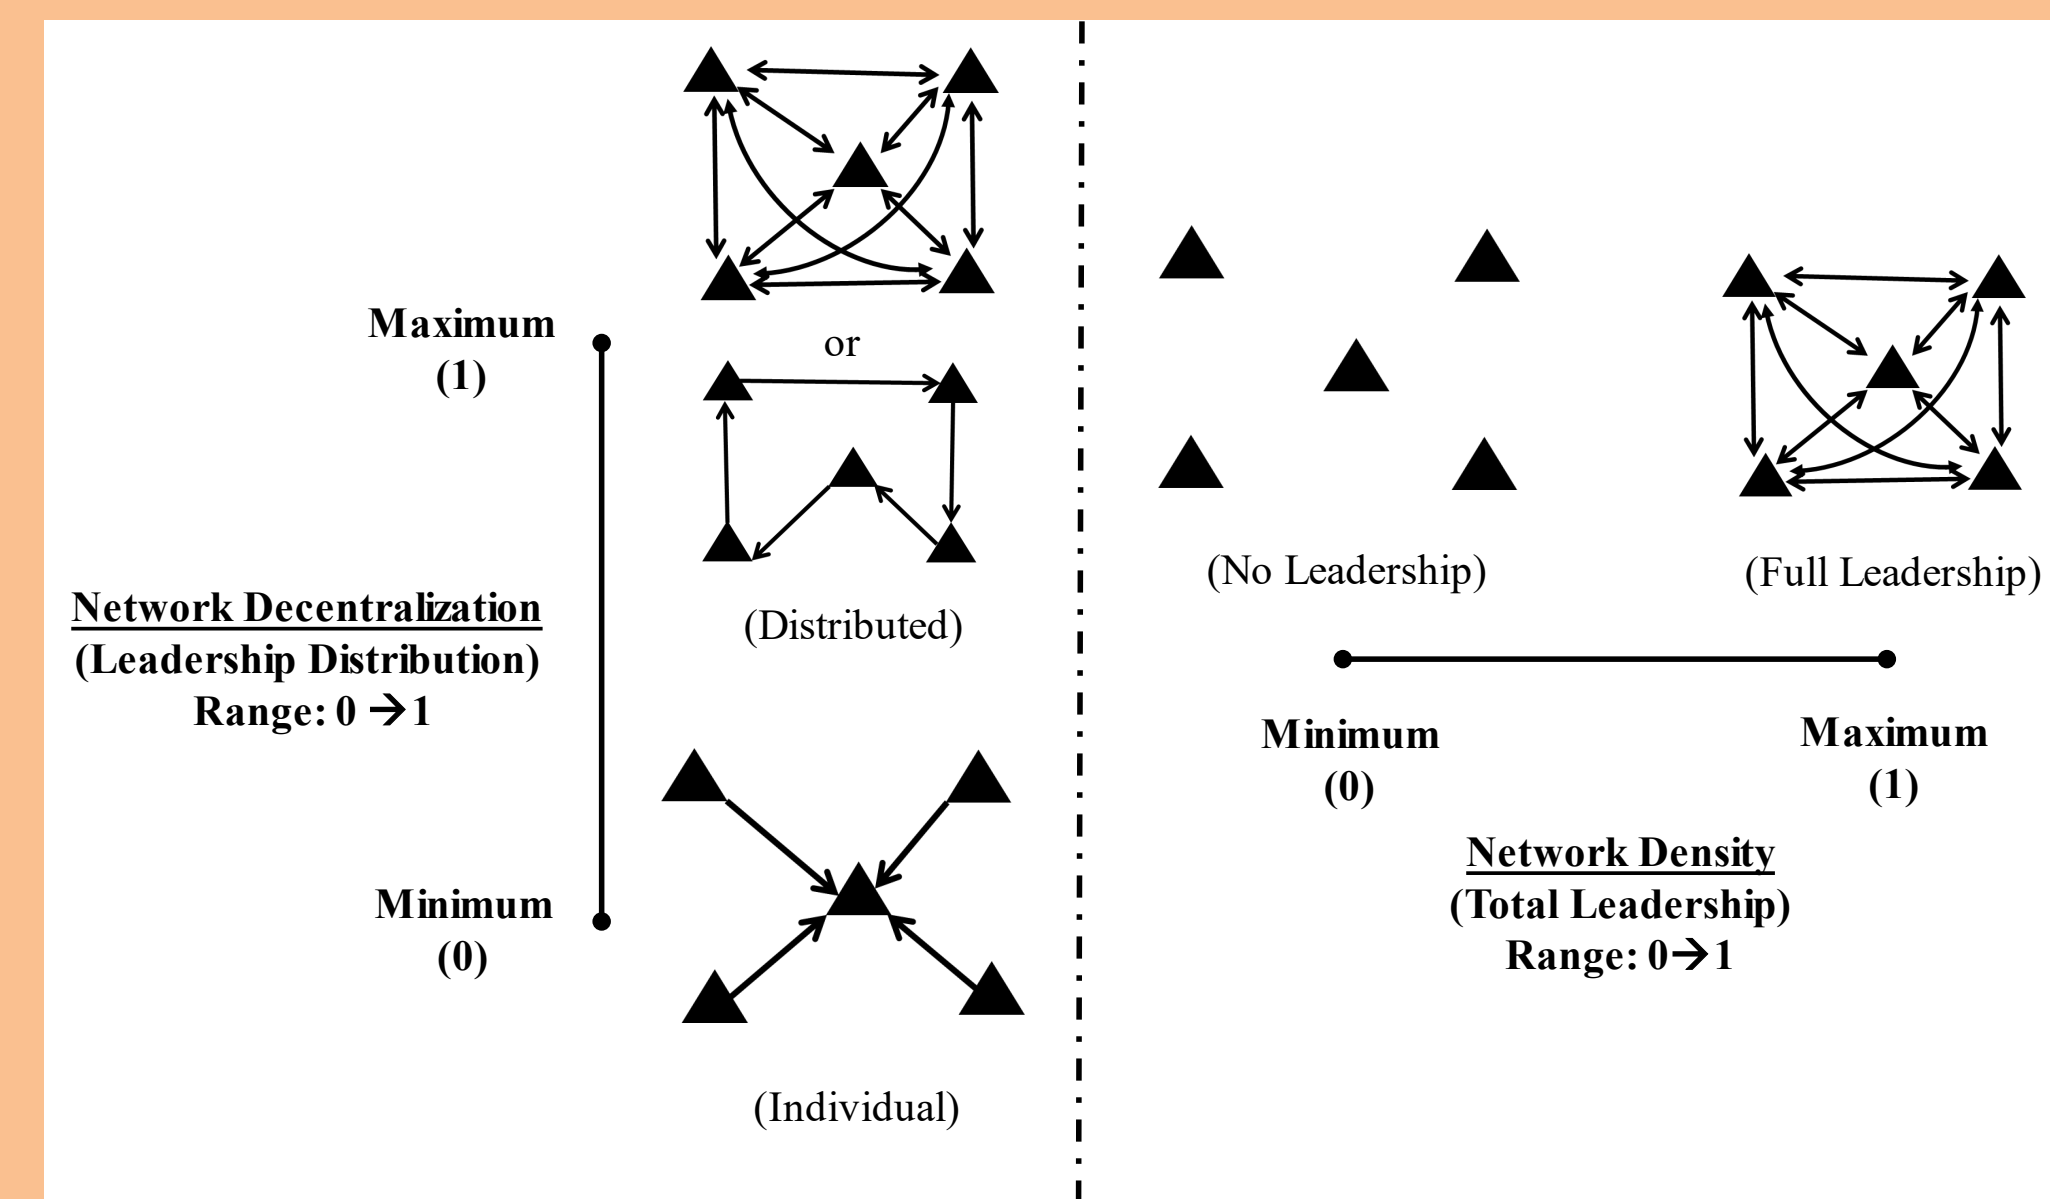 Maximum
(1)
or
(Distributed)
Network Decentralization
(Leadership Distribution)
Range: 0 →1
Minimum
(0)
(Individual)
(No Leadership)
(Full Leadership)
Minimum
(0)
Maximum
(1)
Network Density
(Total Leadership)
Range: 0→1